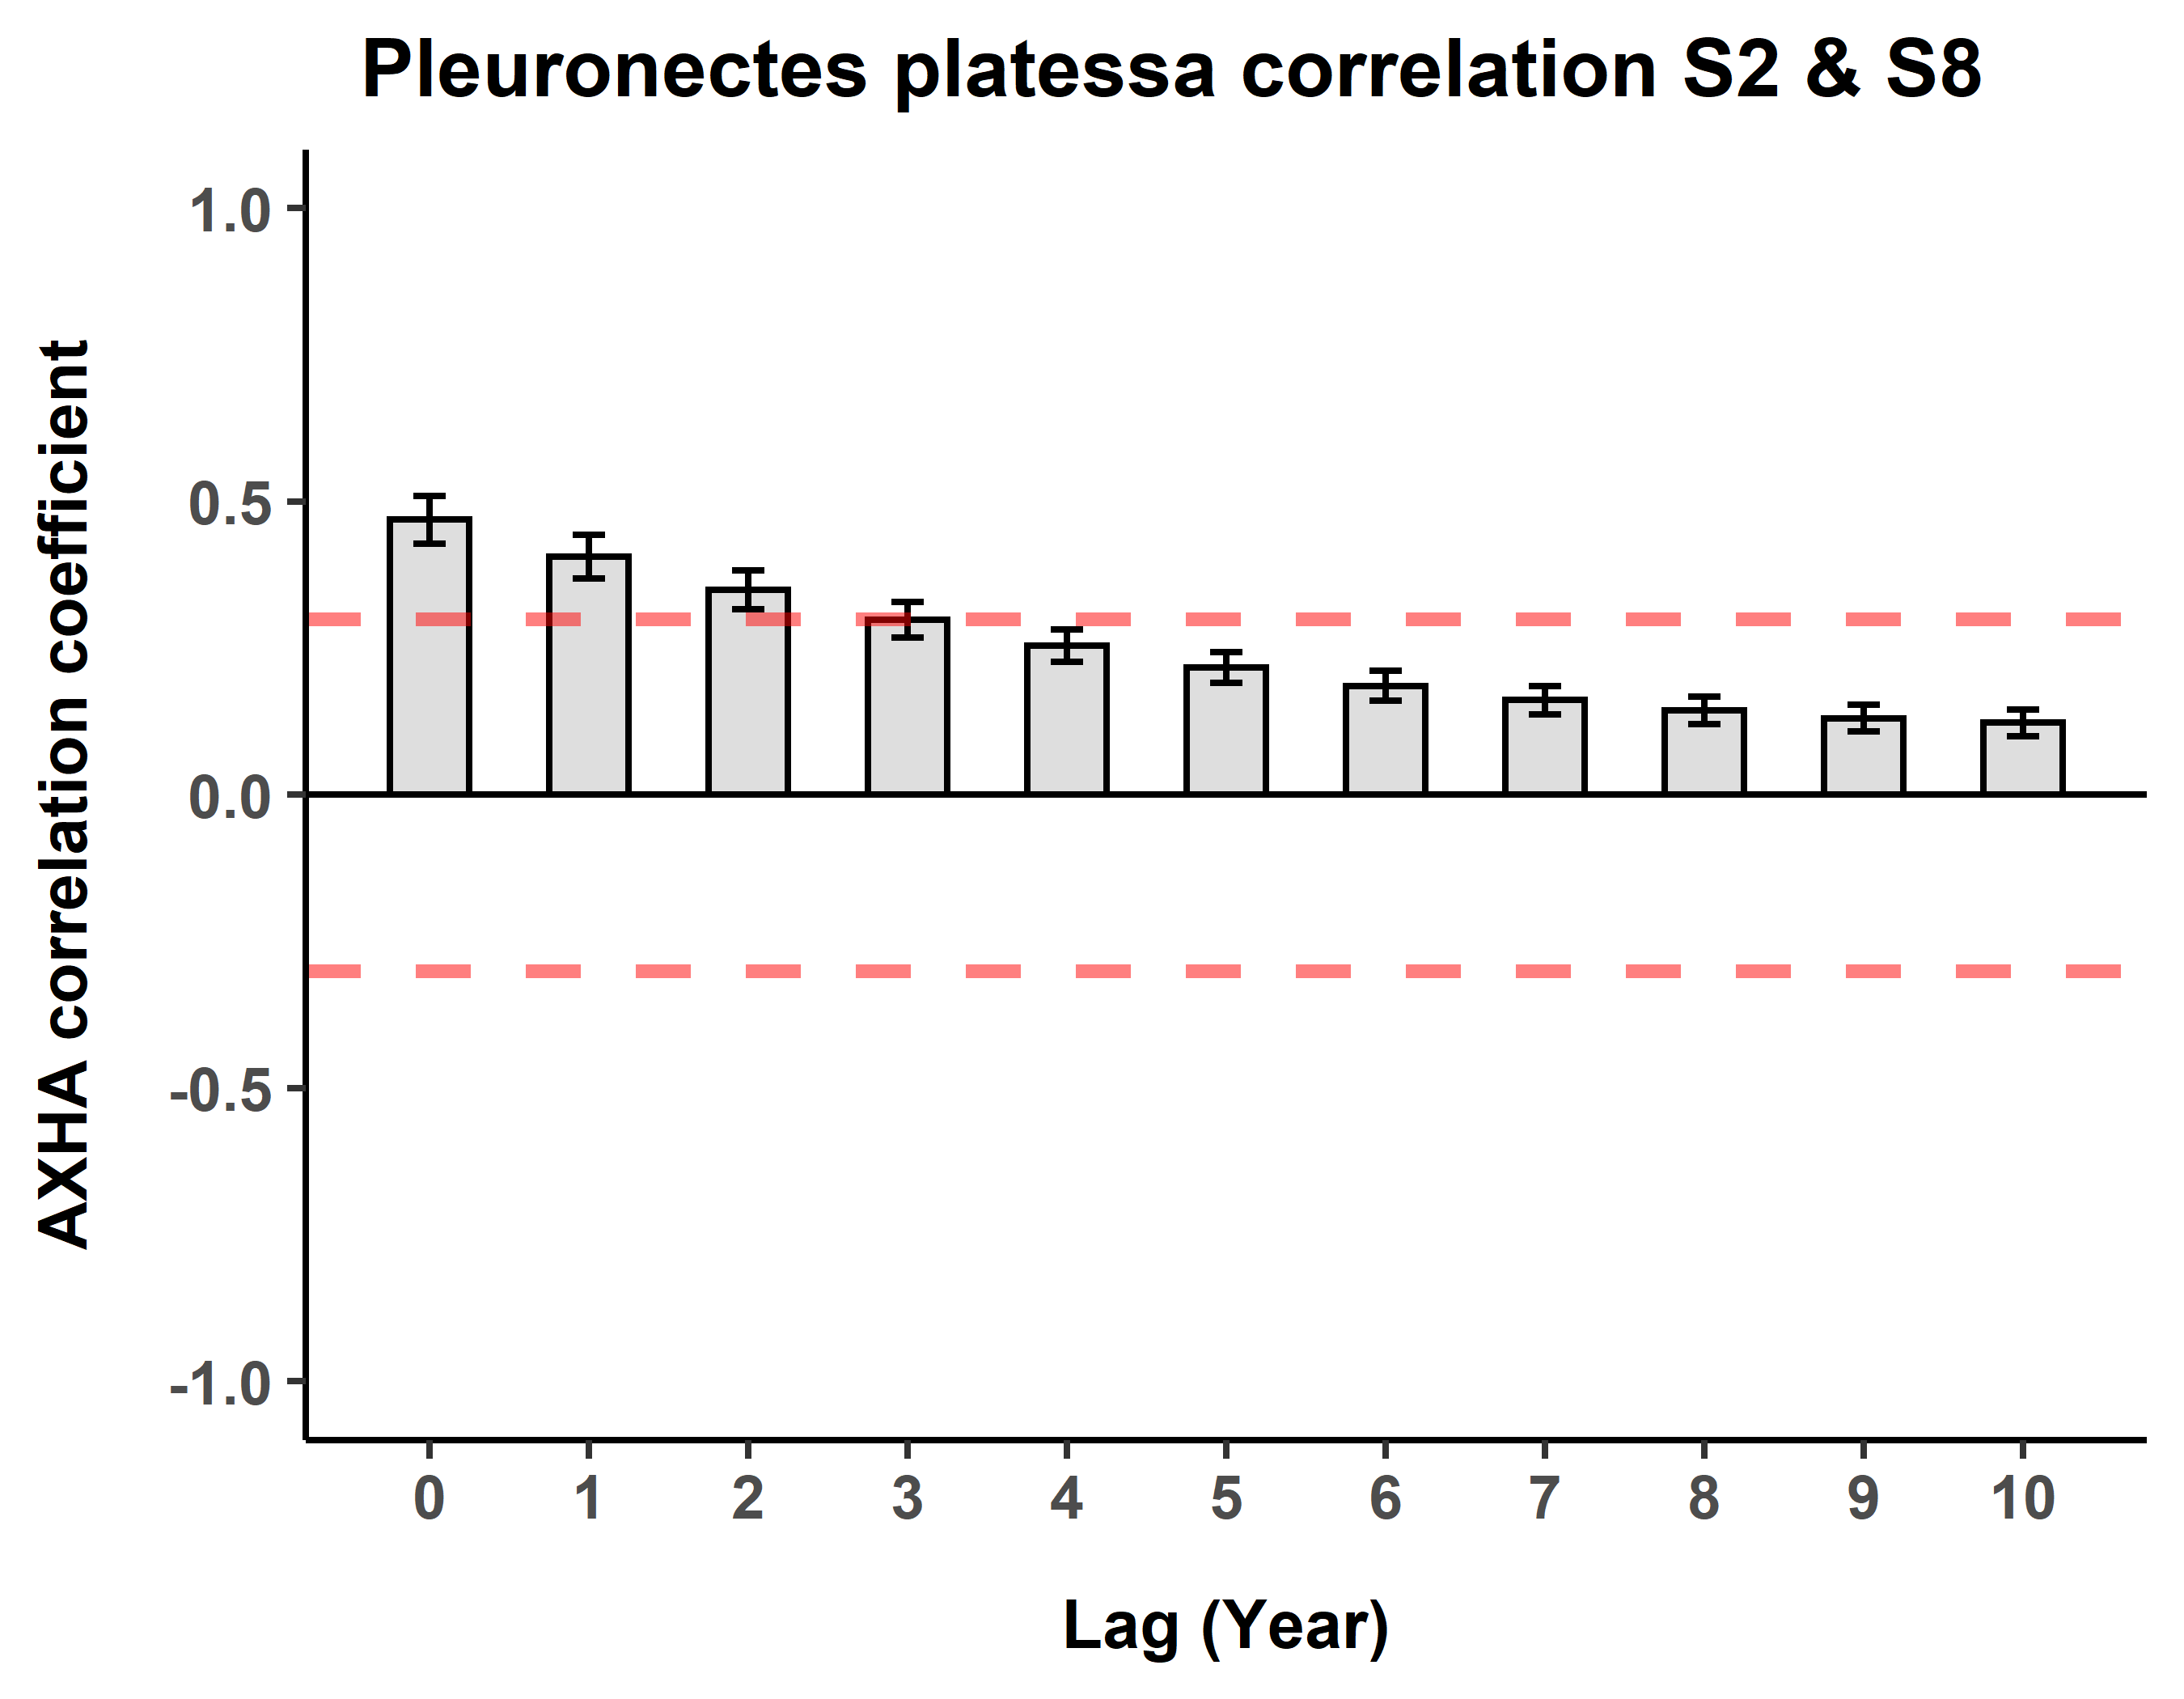 Pleuronectes platessa correlation S2 & S8
AXHA correlation coefficient
1.0
0.5
0.0
-0.5
-1.0
0 1 2 3 4 5 6 7 8 9 10
Lag (Year)